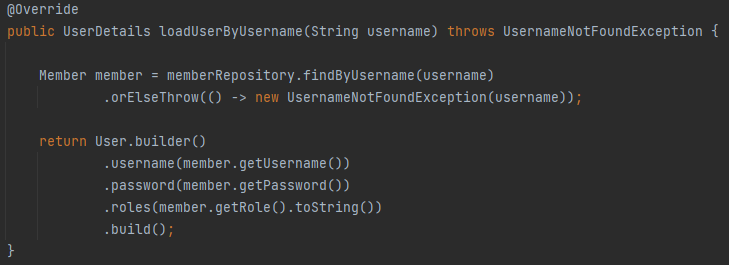 @Override
public UserDetails loadUserByUsername(String username) throws UsernameNotFoundException {
Member member = memberRepository.findByUsername(username)
.orElseThrow(() -> new UsernameNotFoundException(username));
return User.builder()
.username(member.getUsername())
.password(member.getPassword())
.roles(member.getRole().toString())
.build();
}